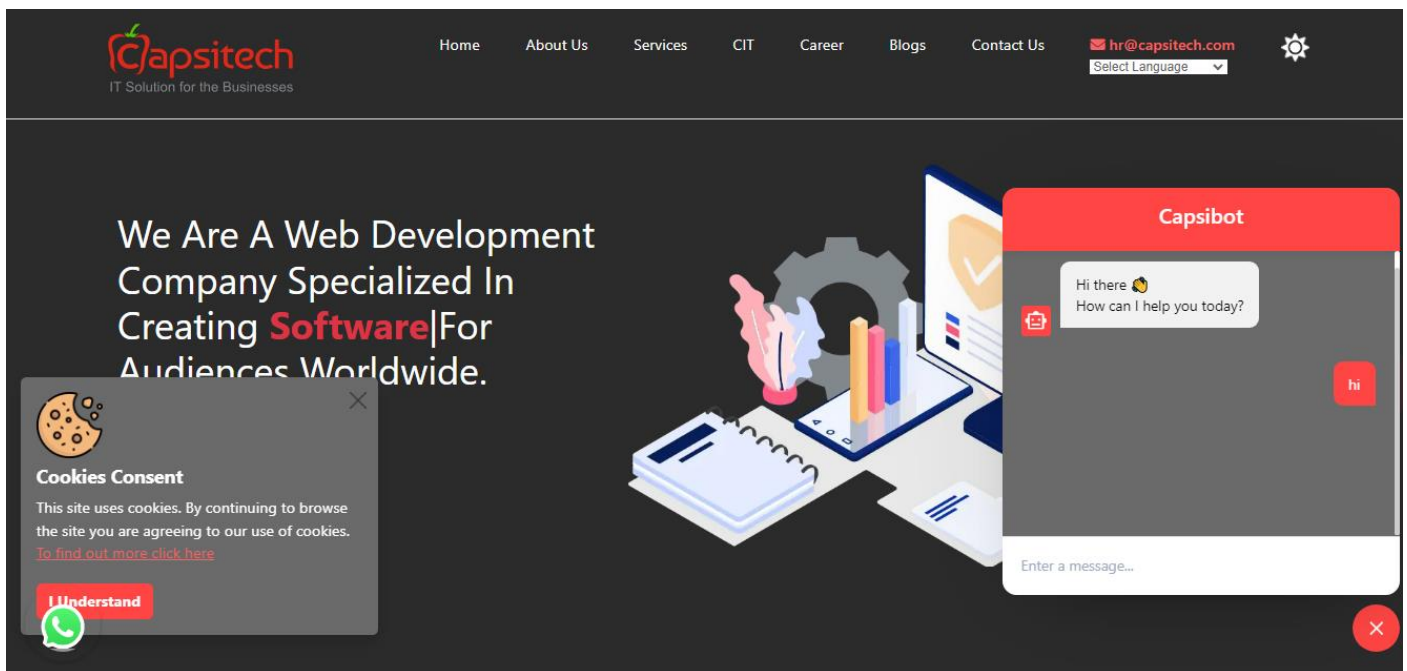 Capsitech
IT Solution for the Businesses
Home
About Us
Services
CIT
Career
Blogs
Contact Us
hr@capsitech.com
Select Language
We Are A Web Development
Company Specialized In
Creating Software|For
Audiences Worldwide.
Cookies Consent
This site uses cookies. By continuing to browse
the site you are agreeing to our use of cookies.
To find out more click here
I Understand
Capsibot
Hi there 👋
How can I help you today?
hi
Enter a message...